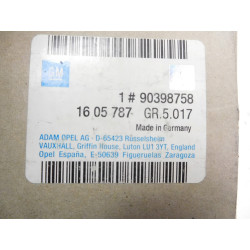 GM
1 # 90398758
16 05 787 GR.5.017
Made in Germany
ADAM OPEL AG - D-65423 Rüsselsheim
VAUXHALL, Griffin House, Luton LU1 3YT, England
Opel España, E-50639 Figueruelas Zaragoza